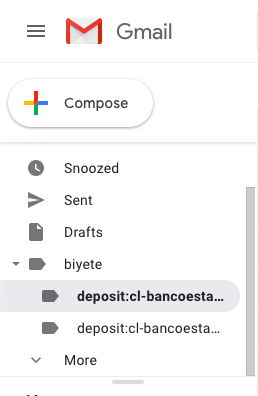 Gmail
Compose
Snoozed
Sent
Drafts
biyete
deposit:cl-bancoesta...
deposit:cl-bancoesta...
More